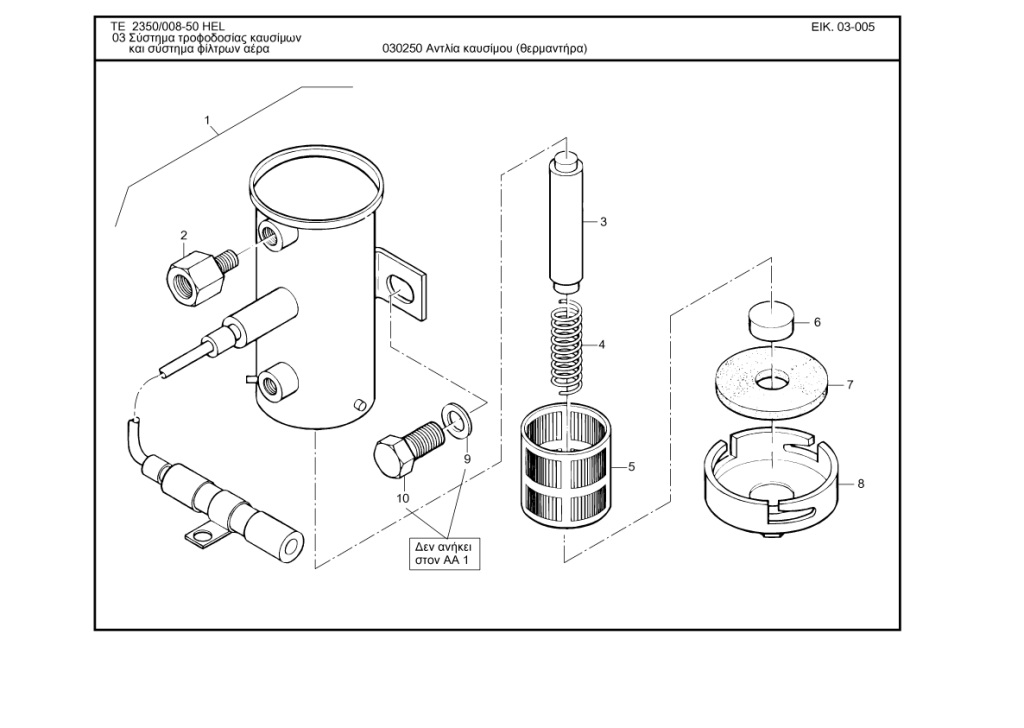 TE 2350/008-50 HEL
ΕΙΚ. 03-005
03 Σύστημα τροφοδοσίας καυσίμων
και σύστημα φίλτρων αέρα
030250 Αντλία καυσίμου (θερμαντήρα)
1
2
3
4
5
6
7
8
9
10
Δεν ανήκει
στον ΑΑ 1